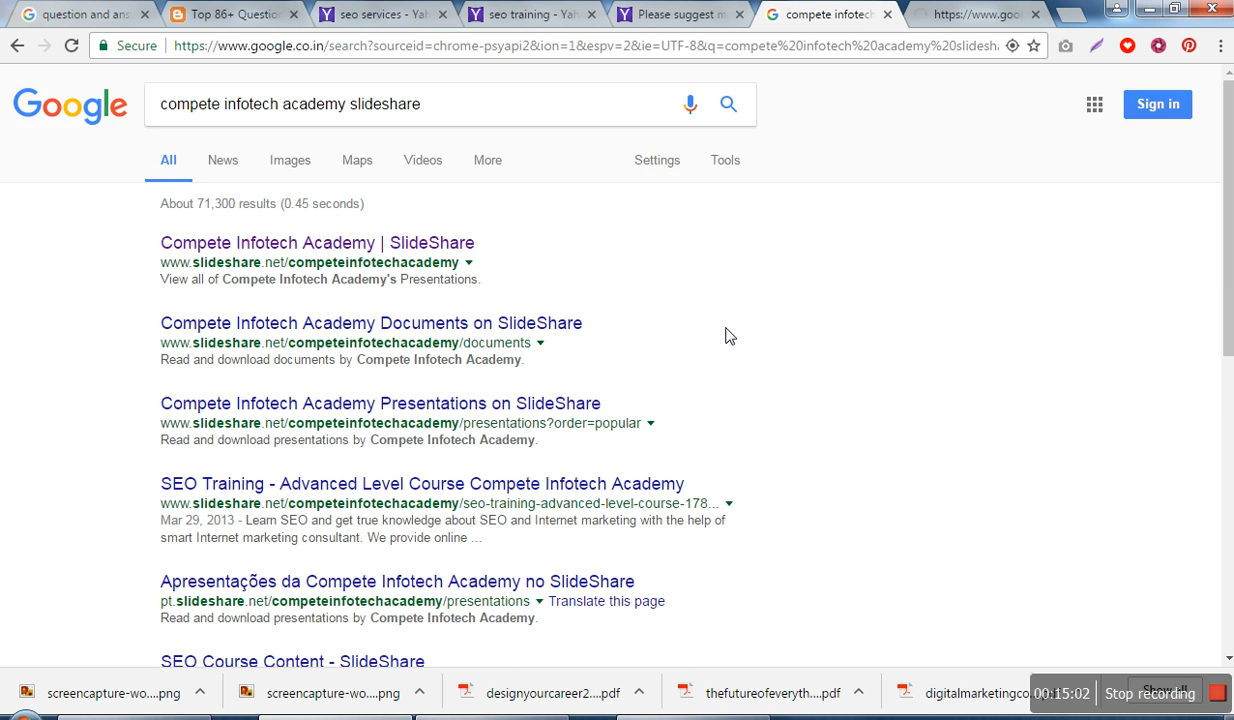 question and ans
Top 86+ Questio
seo services - Ya
seo training - Ya
Please suggest m
compete infotech
https://www.goo
Secure https://www.google.co.in/search?sourceid=chrome-psyapi2&ion=1&espv=2&ie=UTF-8&q=compete%20infotech%20academy%20slidesha
Google
compete infotech academy slideshare
Sign in
All News Images Maps Videos More Settings Tools
About 71,300 results (0.45 seconds)
Compete Infotech Academy | SlideShare
www.slideshare.net/competeinfotechacademy
View all of Compete Infotech Academy's Presentations.
Compete Infotech Academy Documents on SlideShare
www.slideshare.net/competeinfotechacademy/documents
Read and download documents by Compete Infotech Academy.
Compete Infotech Academy Presentations on SlideShare
www.slideshare.net/competeinfotechacademy/presentations?order=popular
Read and download presentations by Compete Infotech Academy.
SEO Training - Advanced Level Course Compete Infotech Academy
www.slideshare.net/competeinfotechacademy/seo-training-advanced-level-course-178...
Mar 29, 2013 - Learn SEO and get true knowledge about SEO and Internet marketing with the help of
smart Internet marketing consultant. We provide online ...
Apresentações da Compete Infotech Academy no SlideShare
pt.slideshare.net/competeinfotechacademy/presentations Translate this page
Read and download presentations by Compete Infotech Academy.
SEO Course Content - SlideShare
screencapture-wo....png
screencapture-wo....png
designyourcareer2....pdf
thefutureofeveryth....pdf
digitalmarketingco
00:15:02 Stop recording